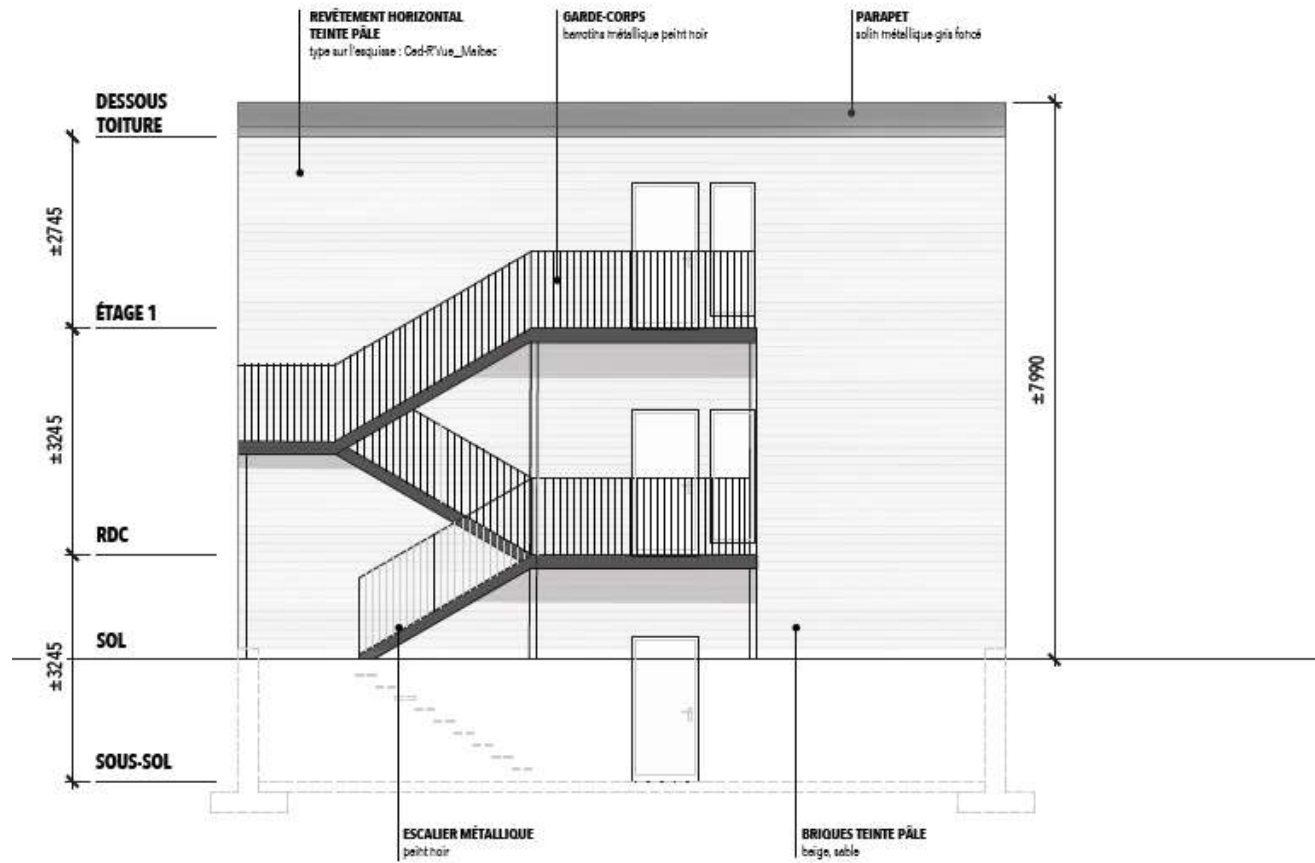 REVÊTEMENT HORIZONTAL
TEINTE PÂLE
type sur l'esquisse : Ced-R'Vue_Maibec
GARDE-CORPS
barrotins métallique peint noir
PARAPET
solin métallique gris foncé
DESSOUS
TOITURE
±2745
ÉTAGE 1
±3245
±7990
RDC
SOL
±3245
SOUS-SOL
ESCALIER MÉTALLIQUE
peint noir
BRIQUES TEINTE PÂLE
beige, sable